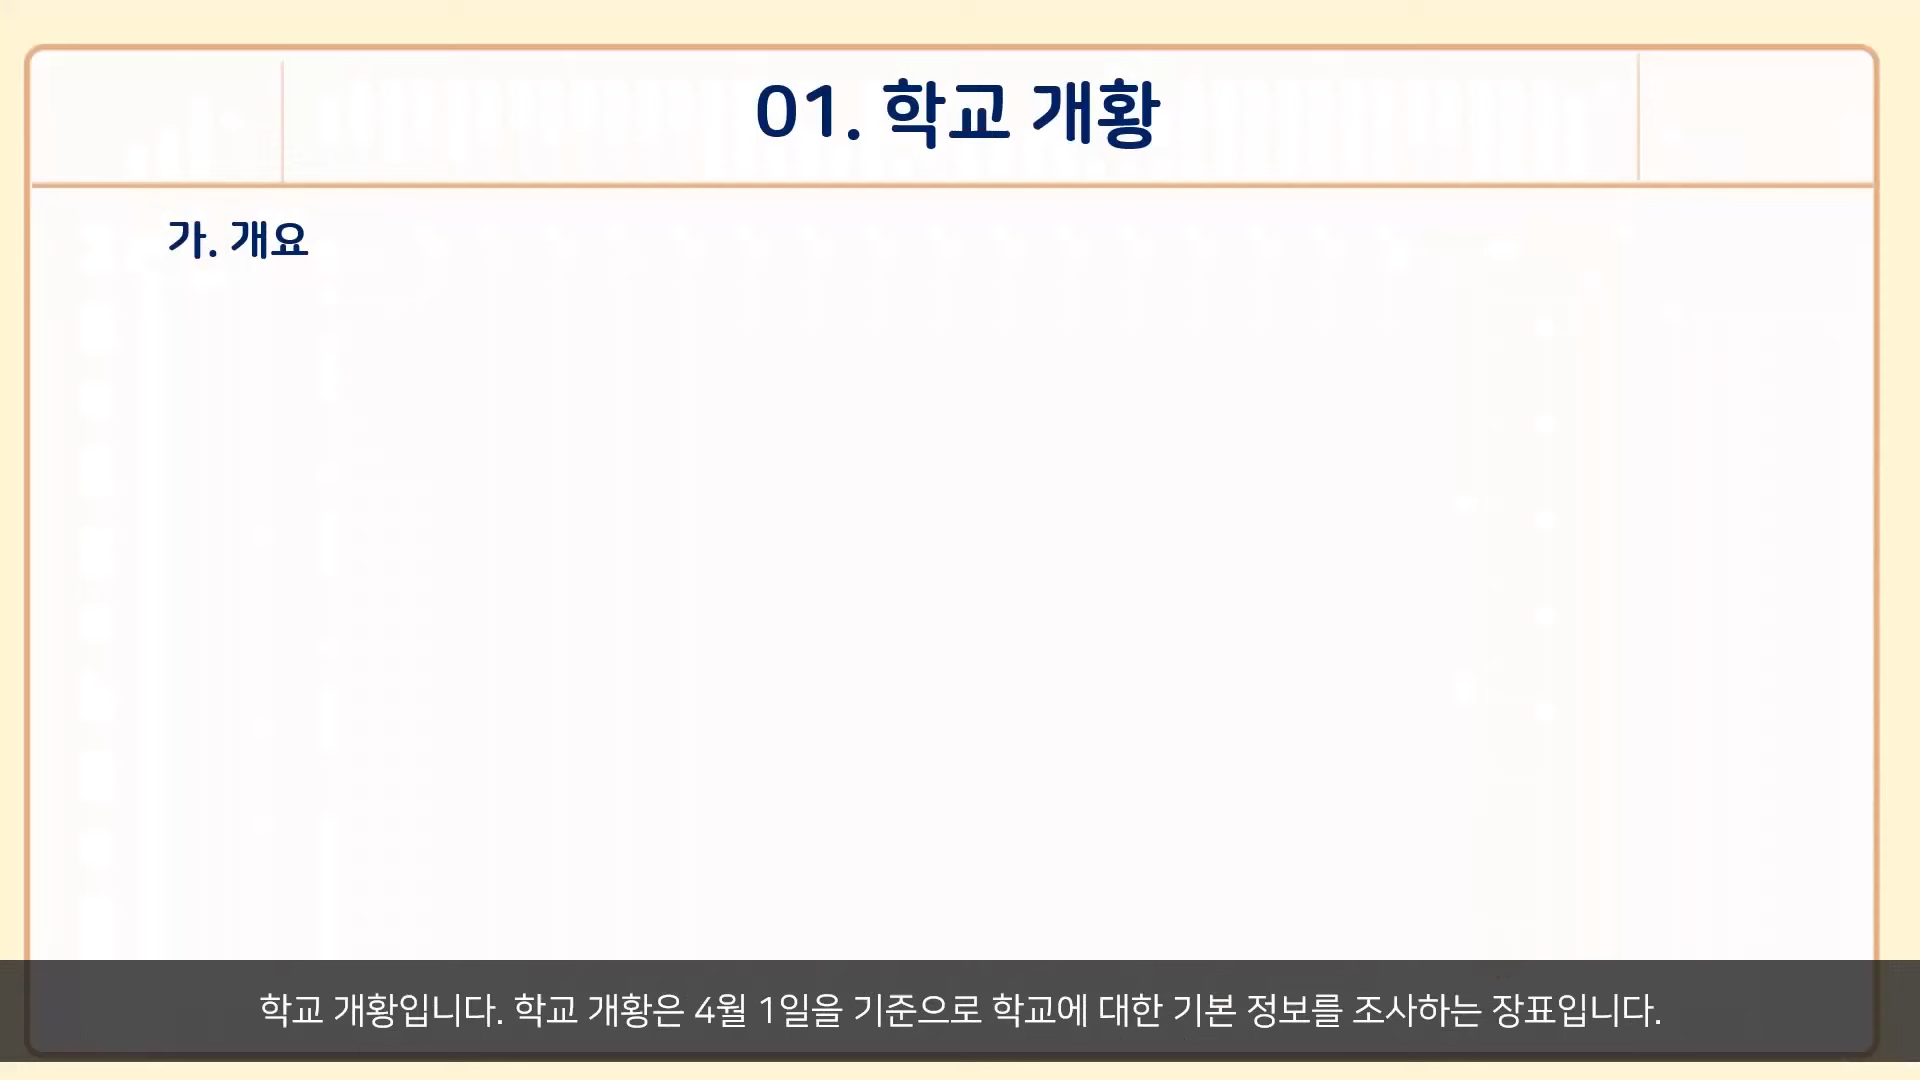 01. 학교 개황
가. 개요
학교 개황입니다. 학교 개황은 4월 1일을 기준으로 학교에 대한 기본 정보를 조사하는 장표입니다.